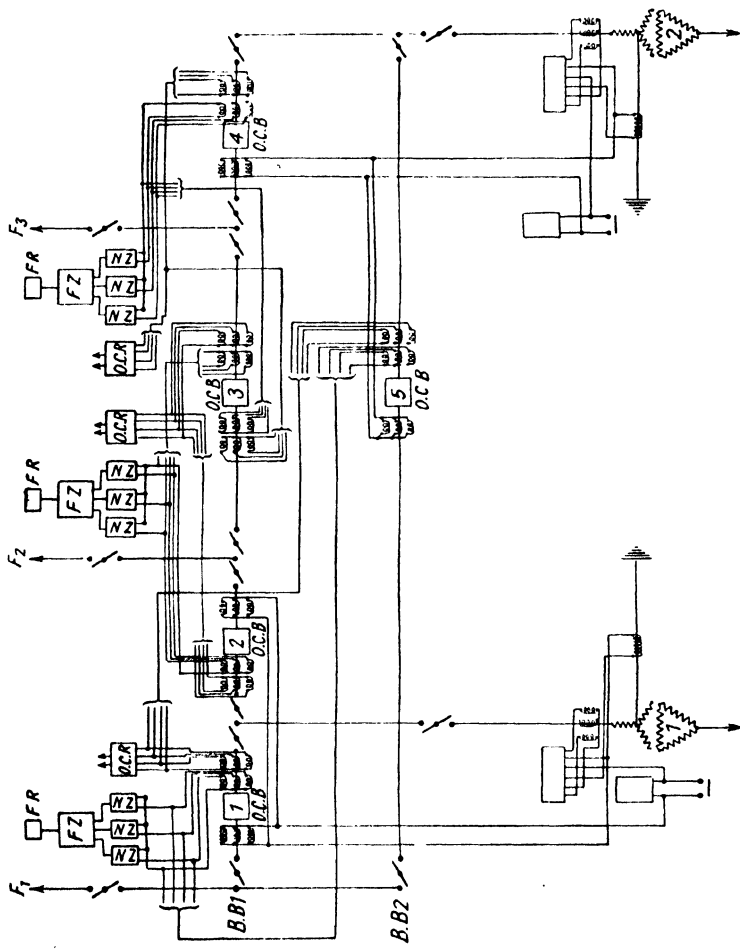 F1 F2 F3
FR FR FR
FZ FZ FZ
NZ NZ NZ O.C.R NZ NZ NZ O.C.R O.C.R NZ NZ NZ
B.B1 1 2 3 4
O.C.B O.C.B O.C.B O.C.B
B.B2 5
O.C.B
1 2